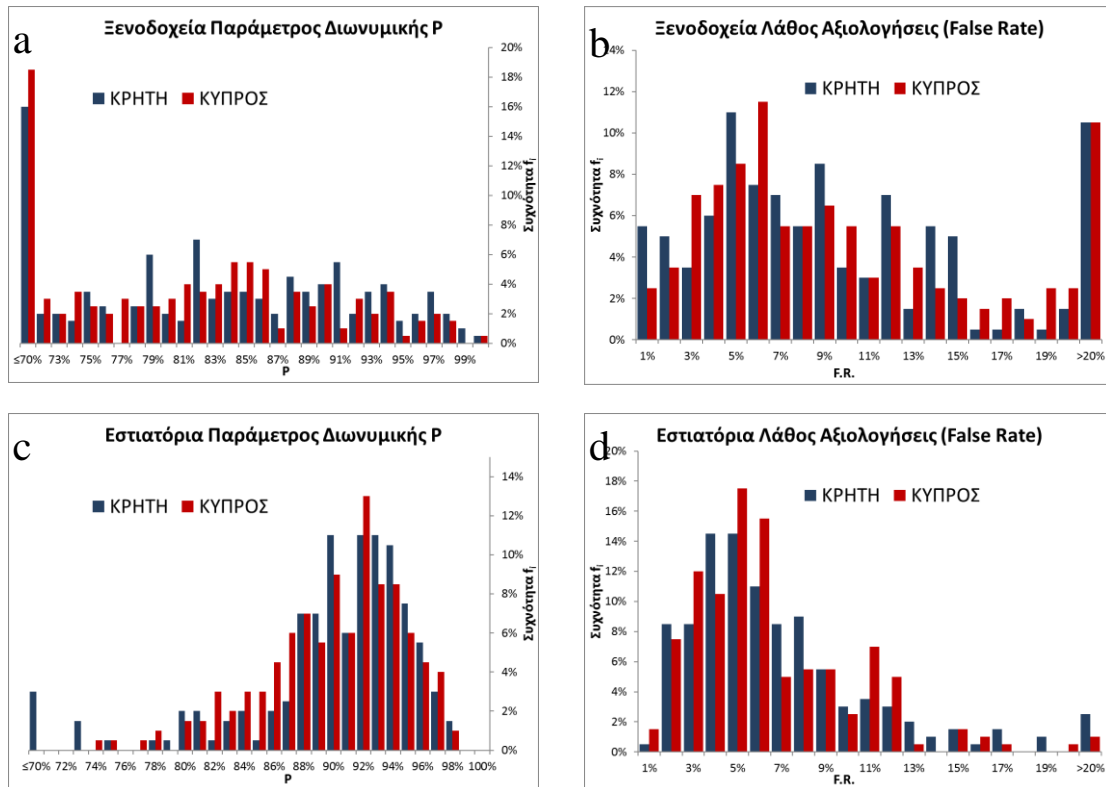 a
Ξενοδοχεία Παράμετρος Διωνυμικής P
ΚΡΗΤΗ ΚΥΠΡΟΣ
20%
18%
16%
14%
12%
10%
8%
6%
4%
2%
0%
Συχνότητα fi
≤70% 73% 75% 77% 79% 81% 83% 85% 87% 89% 91% 93% 95% 97% 99%
P
b
Ξενοδοχεία Λάθος Αξιολογήσεις (False Rate)
ΚΡΗΤΗ ΚΥΠΡΟΣ
14%
12%
10%
8%
6%
4%
2%
0%
Συχνότητα fi
1% 3% 5% 7% 9% 11% 13% 15% 17% 19% >20%
F.R.
c
Εστιατόρια Παράμετρος Διωνυμικής P
ΚΡΗΤΗ ΚΥΠΡΟΣ
14%
12%
10%
8%
6%
4%
2%
0%
Συχνότητα fi
≤70% 72% 74% 76% 78% 80% 82% 84% 86% 88% 90% 92% 94% 96% 98% 100%
P
d
Εστιατόρια Λάθος Αξιολογήσεις (False Rate)
ΚΡΗΤΗ ΚΥΠΡΟΣ
20%
18%
16%
14%
12%
10%
8%
6%
4%
2%
0%
Συχνότητα fi
1% 3% 5% 7% 9% 11% 13% 15% 17% 19% >20%
F.R.